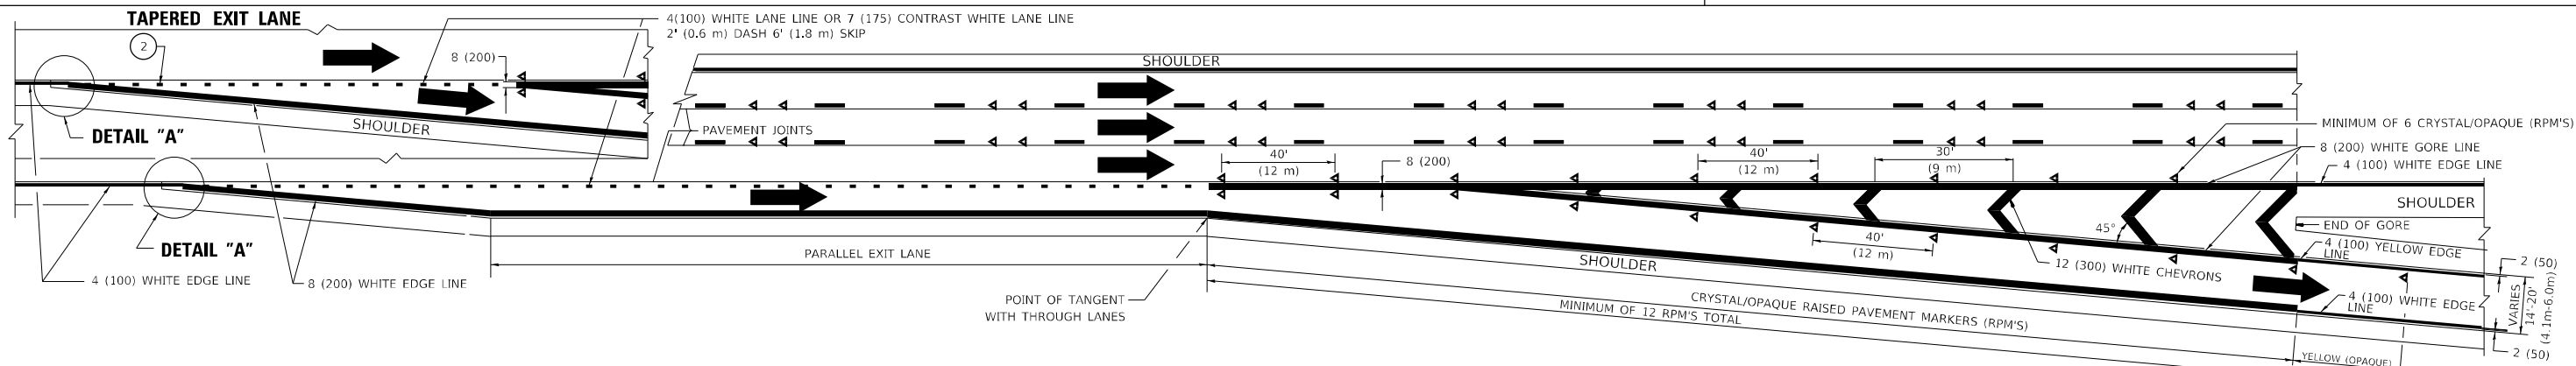 TAPERED EXIT LANE
2
8 (200)
4(100) WHITE LANE LINE OR 7 (175) CONTRAST WHITE LANE LINE
2' (0.6 m) DASH 6' (1.8 m) SKIP
SHOULDER
DETAIL "A"
SHOULDER
PAVEMENT JOINTS
40'
(12 m)
8 (200)
40'
(12 m)
30'
(9 m)
MINIMUM OF 6 CRYSTAL/OPAQUE (RPM'S)
8 (200) WHITE GORE LINE
4 (100) WHITE EDGE LINE
SHOULDER
END OF GORE
45°
40'
(12 m)
4 (100) YELLOW EDGE
LINE
DETAIL "A"
4 (100) WHITE EDGE LINE
8 (200) WHITE EDGE LINE
PARALLEL EXIT LANE
SHOULDER
12 (300) WHITE CHEVRONS
2 (50)
POINT OF TANGENT
WITH THROUGH LANES
CRYSTAL/OPAQUE RAISED PAVEMENT MARKERS (RPM'S)
MINIMUM OF 12 RPM'S TOTAL
4 (100) WHITE EDGE
LINE
VARIES
14'-20'
(4.1m-6.0m)
2 (50)
YELLOW (OPAQUE)